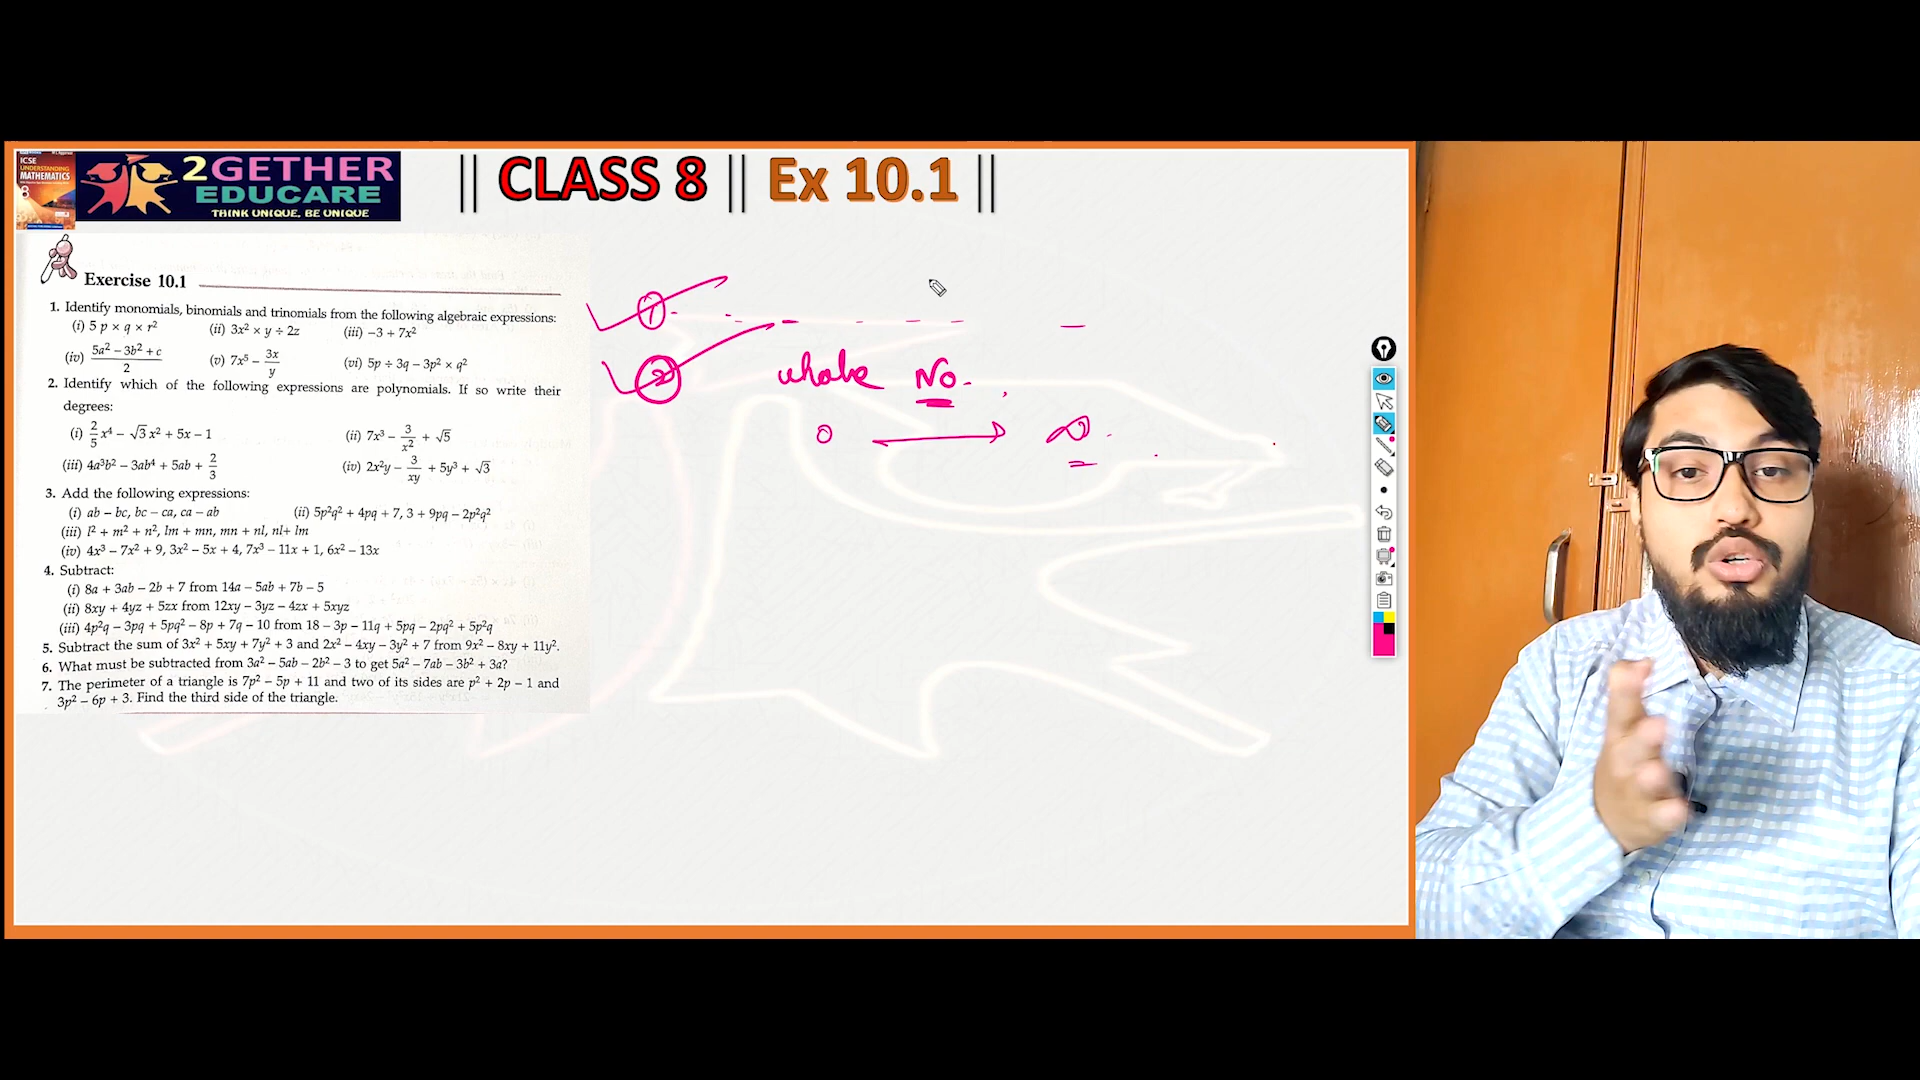 ICSE
UNDERSTANDING
MATHEMATICS
8
2GETHER
EDUCARE
THINK UNIQUE. BE UNIQUE
|| CLASS 8 || Ex 10.1 ||
Exercise 10.1
1. Identify monomials, binomials and trinomials from the following algebraic expressions:
(i) 5 p × q × r² (ii) 3x² × y ÷ 2z (iii) −3 + 7x²
(iv) (5a² − 3b² + c)/2 (v) 7x⁵ − 3x/y (vi) 5p ÷ 3q − 3p² × q²
2. Identify which of the following expressions are polynomials. If so write their
degrees:
(i) 2/5 x⁴ − √3 x² + 5x − 1 (ii) 7x³ − 3/x² + √5
(iii) 4a³b² − 3ab⁴ + 5ab + 2/3 (iv) 2x²y − 3/xy + 5y³ + √3
3. Add the following expressions:
(i) ab − bc, bc − ca, ca − ab (ii) 5p²q² + 4pq + 7, 3 + 9pq − 2p²q²
(iii) l² + m² + n², lm + mn, mn + nl, nl+ lm
(iv) 4x³ − 7x² + 9, 3x² − 5x + 4, 7x³ − 11x + 1, 6x² − 13x
4. Subtract:
(i) 8a + 3ab − 2b + 7 from 14a − 5ab + 7b − 5
(ii) 8xy + 4yz + 5zx from 12xy − 3yz − 4zx + 5xyz
(iii) 4p²q − 3pq + 5pq² − 8p + 7q − 10 from 18 − 3p − 11q + 5pq − 2pq² + 5p²q
5. Subtract the sum of 3x² + 5xy + 7y² + 3 and 2x² − 4xy − 3y² + 7 from 9x² − 8xy + 11y².
6. What must be subtracted from 3a² − 5ab − 2b² − 3 to get 5a² − 7ab − 3b² + 3a?
7. The perimeter of a triangle is 7p² − 5p + 11 and two of its sides are p² + 2p − 1 and
3p² − 6p + 3. Find the third side of the triangle.
1
2 whole No.
0 ⟶ ∞